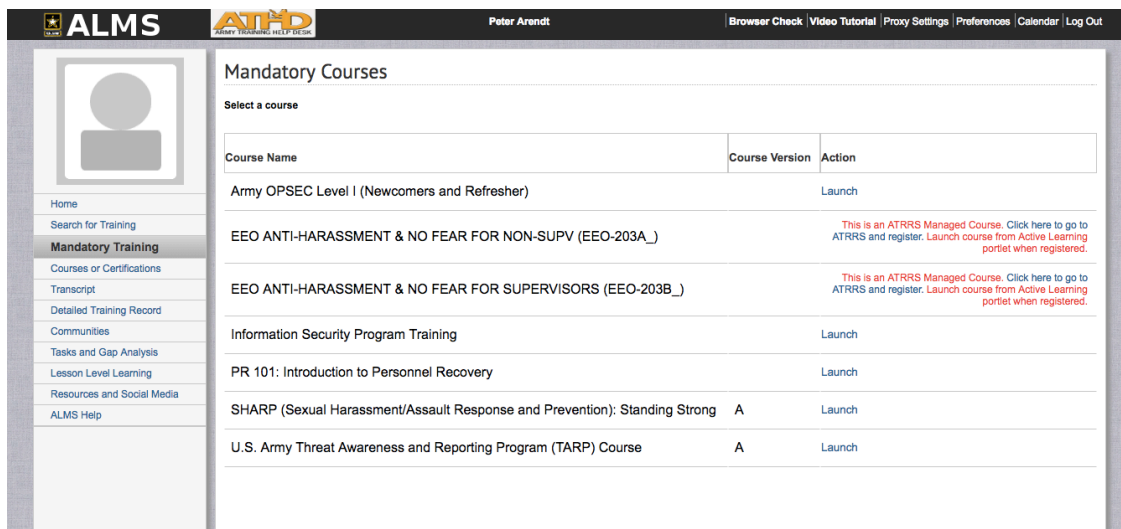 ALMS
ATHD
ARMY TRAINING HELP DESK
Peter Arendt
Browser Check | Video Tutorial | Proxy Settings | Preferences | Calendar | Log Out
Home
Search for Training
Mandatory Training
Courses or Certifications
Transcript
Detailed Training Record
Communities
Tasks and Gap Analysis
Lesson Level Learning
Resources and Social Media
ALMS Help
Mandatory Courses
Select a course
Course Name Course Version Action
Army OPSEC Level I (Newcomers and Refresher) Launch
EEO ANTI-HARASSMENT & NO FEAR FOR NON-SUPV (EEO-203A_)
This is an ATRRS Managed Course. Click here to go to
ATRRS and register. Launch course from Active Learning
portlet when registered.
EEO ANTI-HARASSMENT & NO FEAR FOR SUPERVISORS (EEO-203B_)
This is an ATRRS Managed Course. Click here to go to
ATRRS and register. Launch course from Active Learning
portlet when registered.
Information Security Program Training Launch
PR 101: Introduction to Personnel Recovery Launch
SHARP (Sexual Harassment/Assault Response and Prevention): Standing Strong A Launch
U.S. Army Threat Awareness and Reporting Program (TARP) Course A Launch